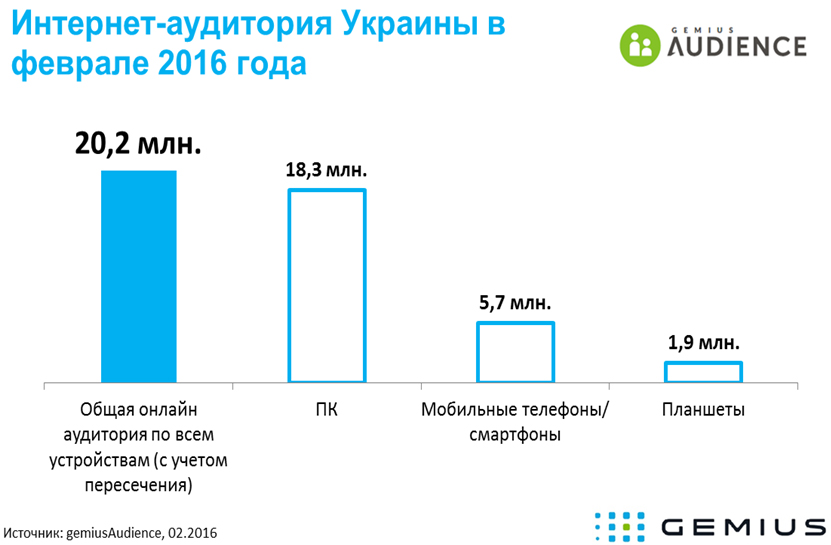 Интернет-аудитория Украины в
феврале 2016 года
GEMIUS
AUDIENCE
20,2 млн.
18,3 млн.
5,7 млн.
1,9 млн.
Общая онлайн
аудитория по всем
устройствам (с учетом
пересечения)
ПК
Мобильные телефоны/
смартфоны
Планшеты
Источник: gemiusAudience, 02.2016
GEMIUS